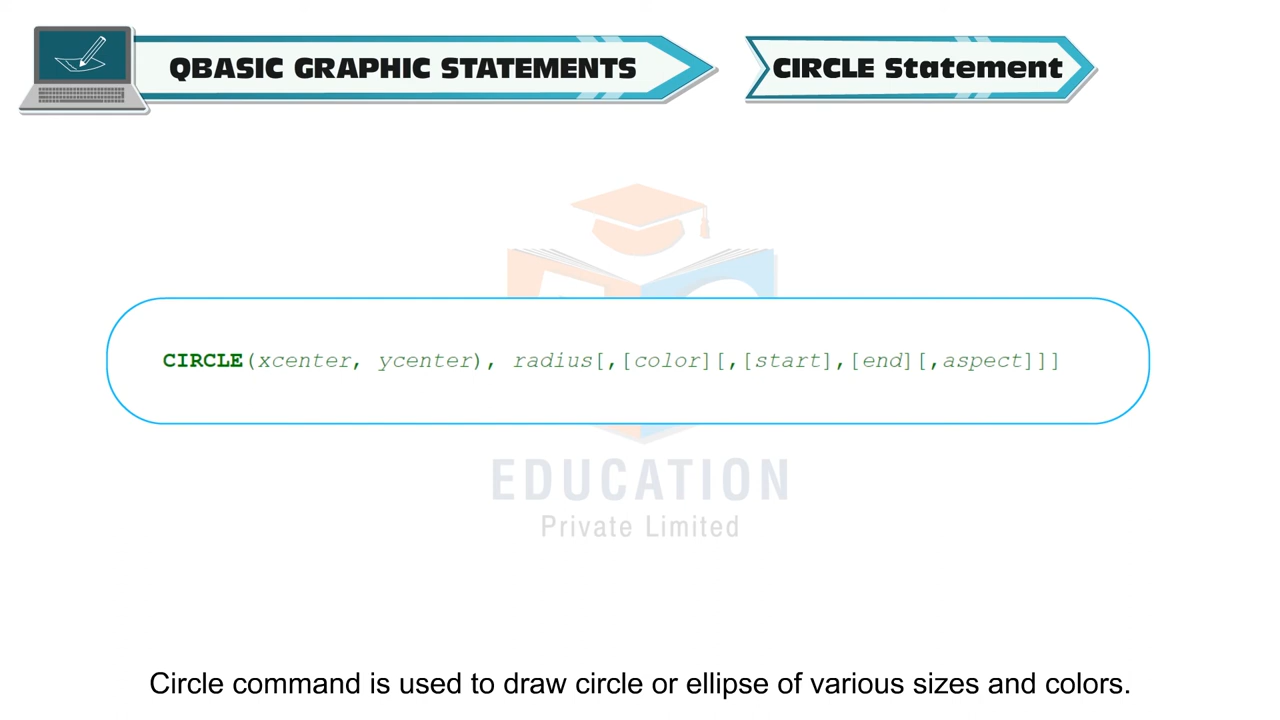 QBASIC GRAPHIC STATEMENTS
CIRCLE Statement
CIRCLE(xcenter, ycenter), radius[,[color][,[start],[end][,aspect]]]
EDUCATION
Private Limited
Circle command is used to draw circle or ellipse of various sizes and colors.